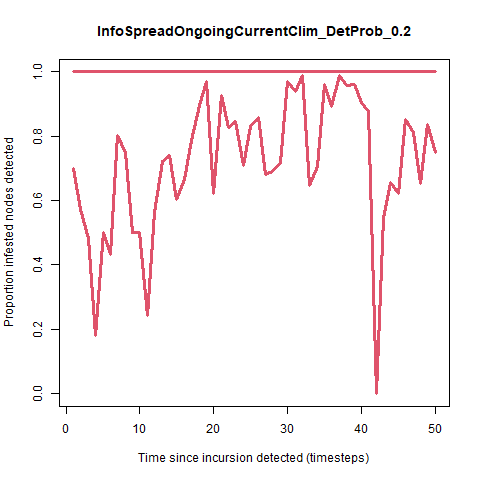 InfoSpreadOngoingCurrentClim_DetProb_0.2
Proportion infested nodes detected
1.0
0.8
0.6
0.4
0.2
0.0
0 10 20 30 40 50
Time since incursion detected (timesteps)